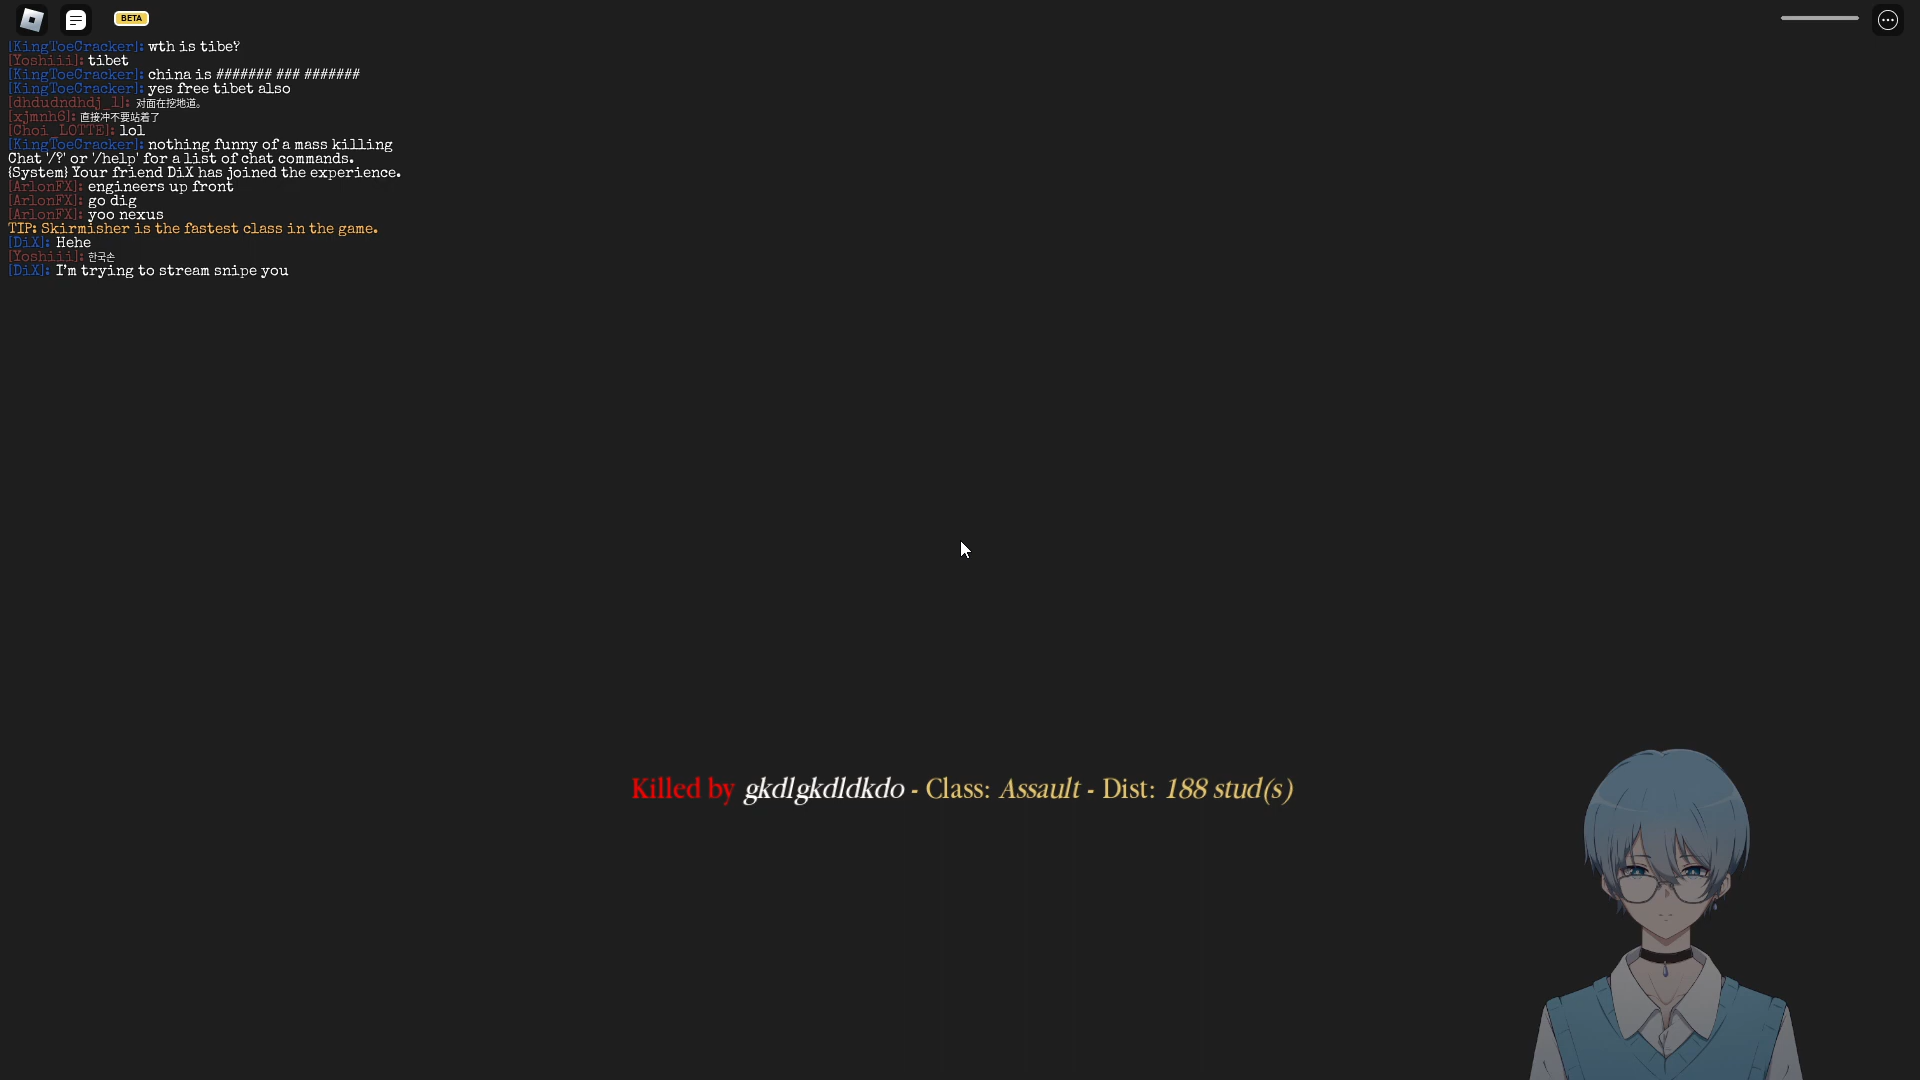 BETA
[KingToeCracker]: wth is tibe?
[Yoshiii]: tibet
[KingToeCracker]: china is ####### ### #######
[KingToeCracker]: yes free tibet also
[dhdudndhdj_1]: 对面在挖地道。
[xjmnh6]: 直接冲不要站着了
[Choi_LOTTE]: lol
[KingToeCracker]: nothing funny of a mass killing
Chat '/?' or '/help' for a list of chat commands.
{System} Your friend DiX has joined the experience.
[ArlonFX]: engineers up front
[ArlonFX]: go dig
[ArlonFX]: yoo nexus
TIP: Skirmisher is the fastest class in the game.
[DiX]: Hehe
[Yoshiii]: 한국손
[DiX]: I'm trying to stream snipe you
Killed by gkdlgkdldkdo - Class: Assault - Dist: 188 stud(s)